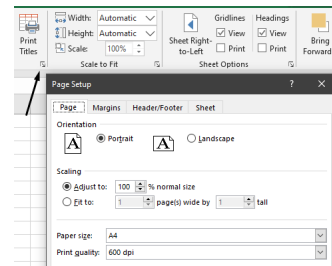 Width: Automatic Gridlines Headings
Print Titles Height: Automatic Sheet Right-to-Left View View Bring Forward
Scale: 100% Print Print
Scale to Fit Sheet Options
Page Setup ? X
Page Margins Header/Footer Sheet
Orientation
A Portrait A Landscape
Scaling
Adjust to: 100 % normal size
Fit to: 1 page(s) wide by 1 tall
Paper size: A4
Print quality: 600 dpi